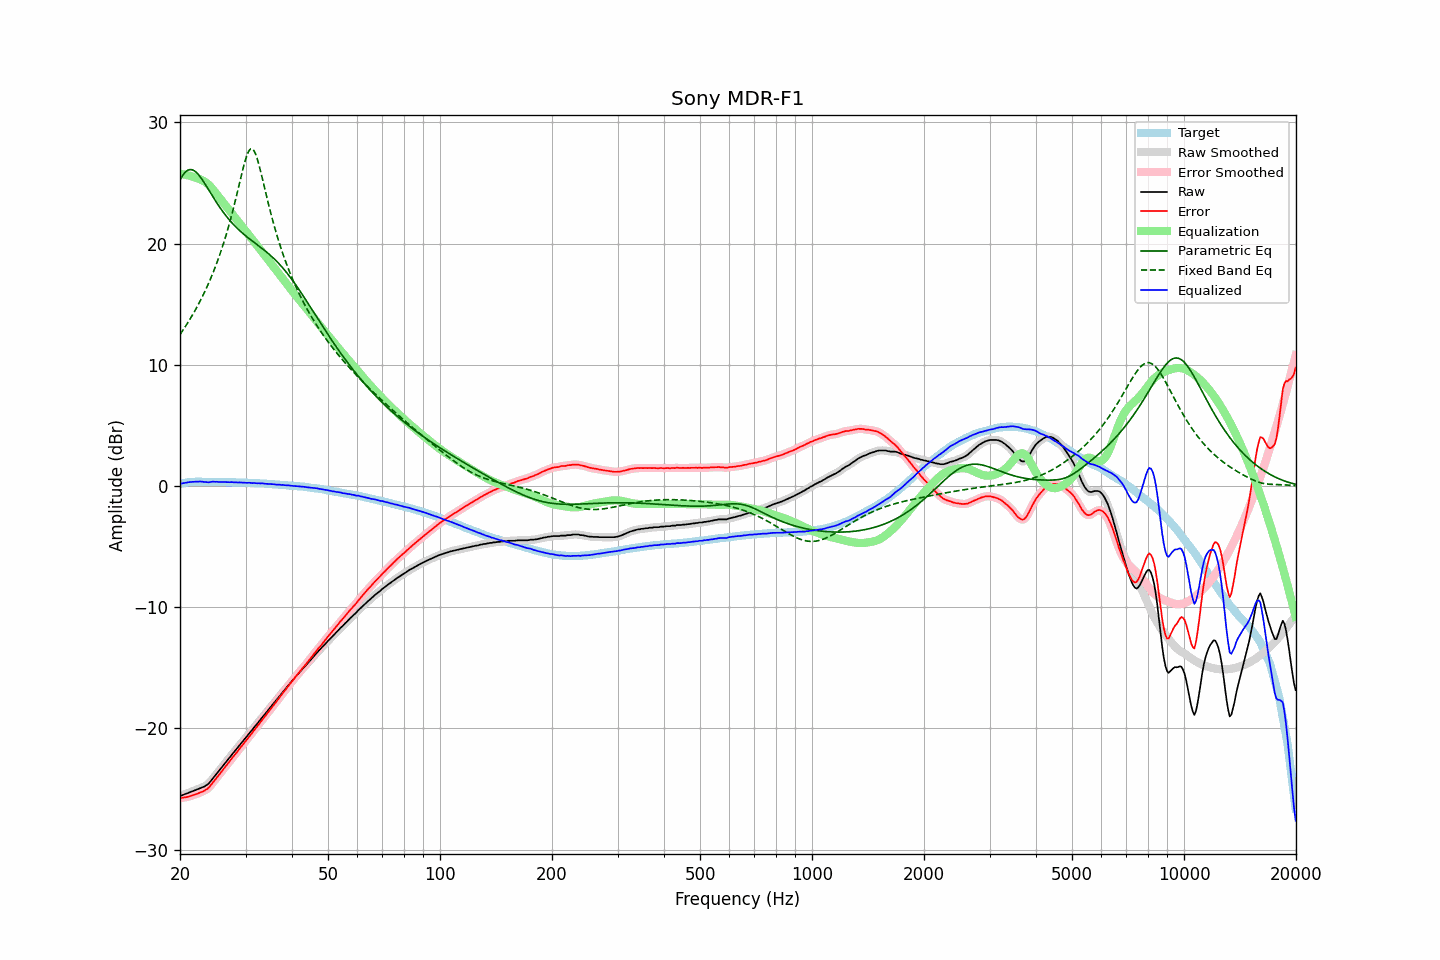 Sony MDR-F1
30
20
10
0
−10
−20
−30
Amplitude (dBr)
20
50
100
200
500
1000
2000
5000
10000
20000
Frequency (Hz)
Target
Raw Smoothed
Error Smoothed
Raw
Error
Equalization
Parametric Eq
Fixed Band Eq
Equalized